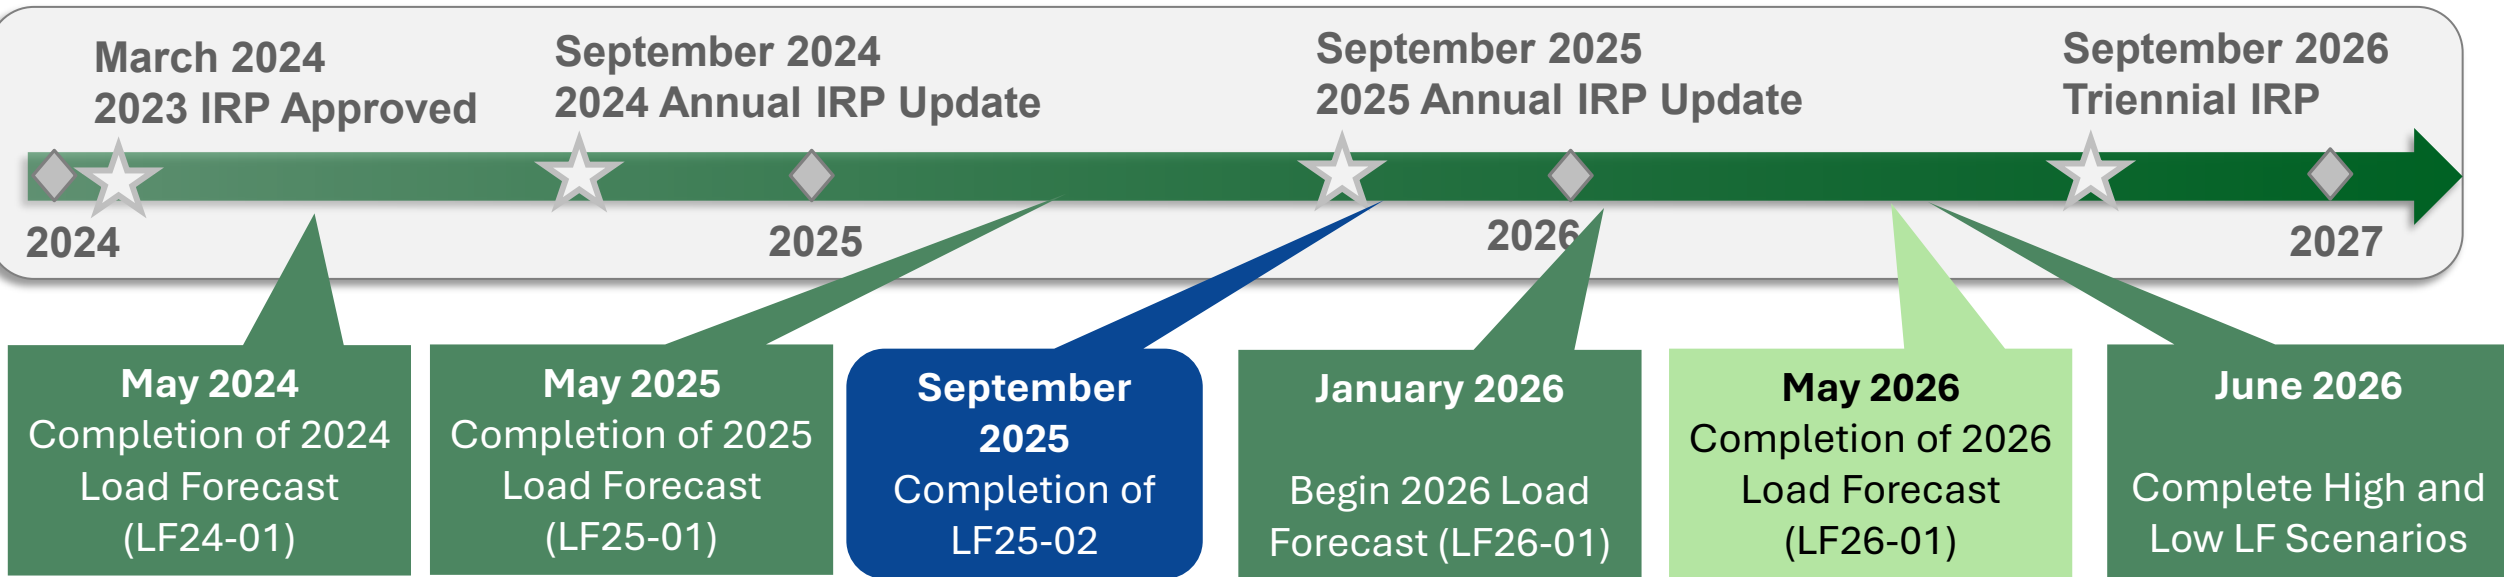 March 2024
2023 IRP Approved
September 2024
2024 Annual IRP Update
September 2025
2025 Annual IRP Update
September 2026
Triennial IRP
2024
2025
2026
2027
May 2024
Completion of 2024
Load Forecast
(LF24-01)
May 2025
Completion of 2025
Load Forecast
(LF25-01)
September
2025
Completion of
LF25-02
January 2026
Begin 2026 Load
Forecast (LF26-01)
May 2026
Completion of 2026
Load Forecast
(LF26-01)
June 2026
Complete High and
Low LF Scenarios